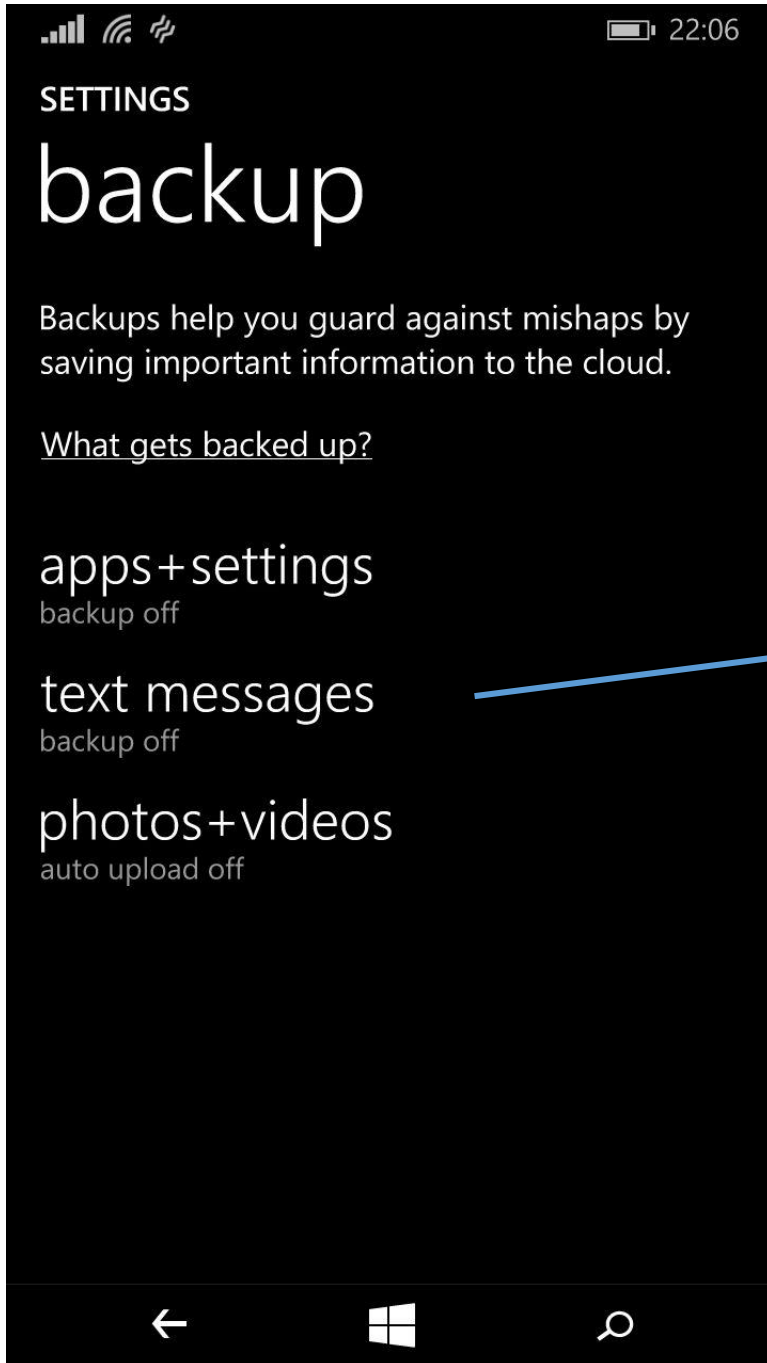 22:06
SETTINGS
backup
Backups help you guard against mishaps by
saving important information to the cloud.
What gets backed up?
apps+settings
backup off
text messages
backup off
photos+videos
auto upload off